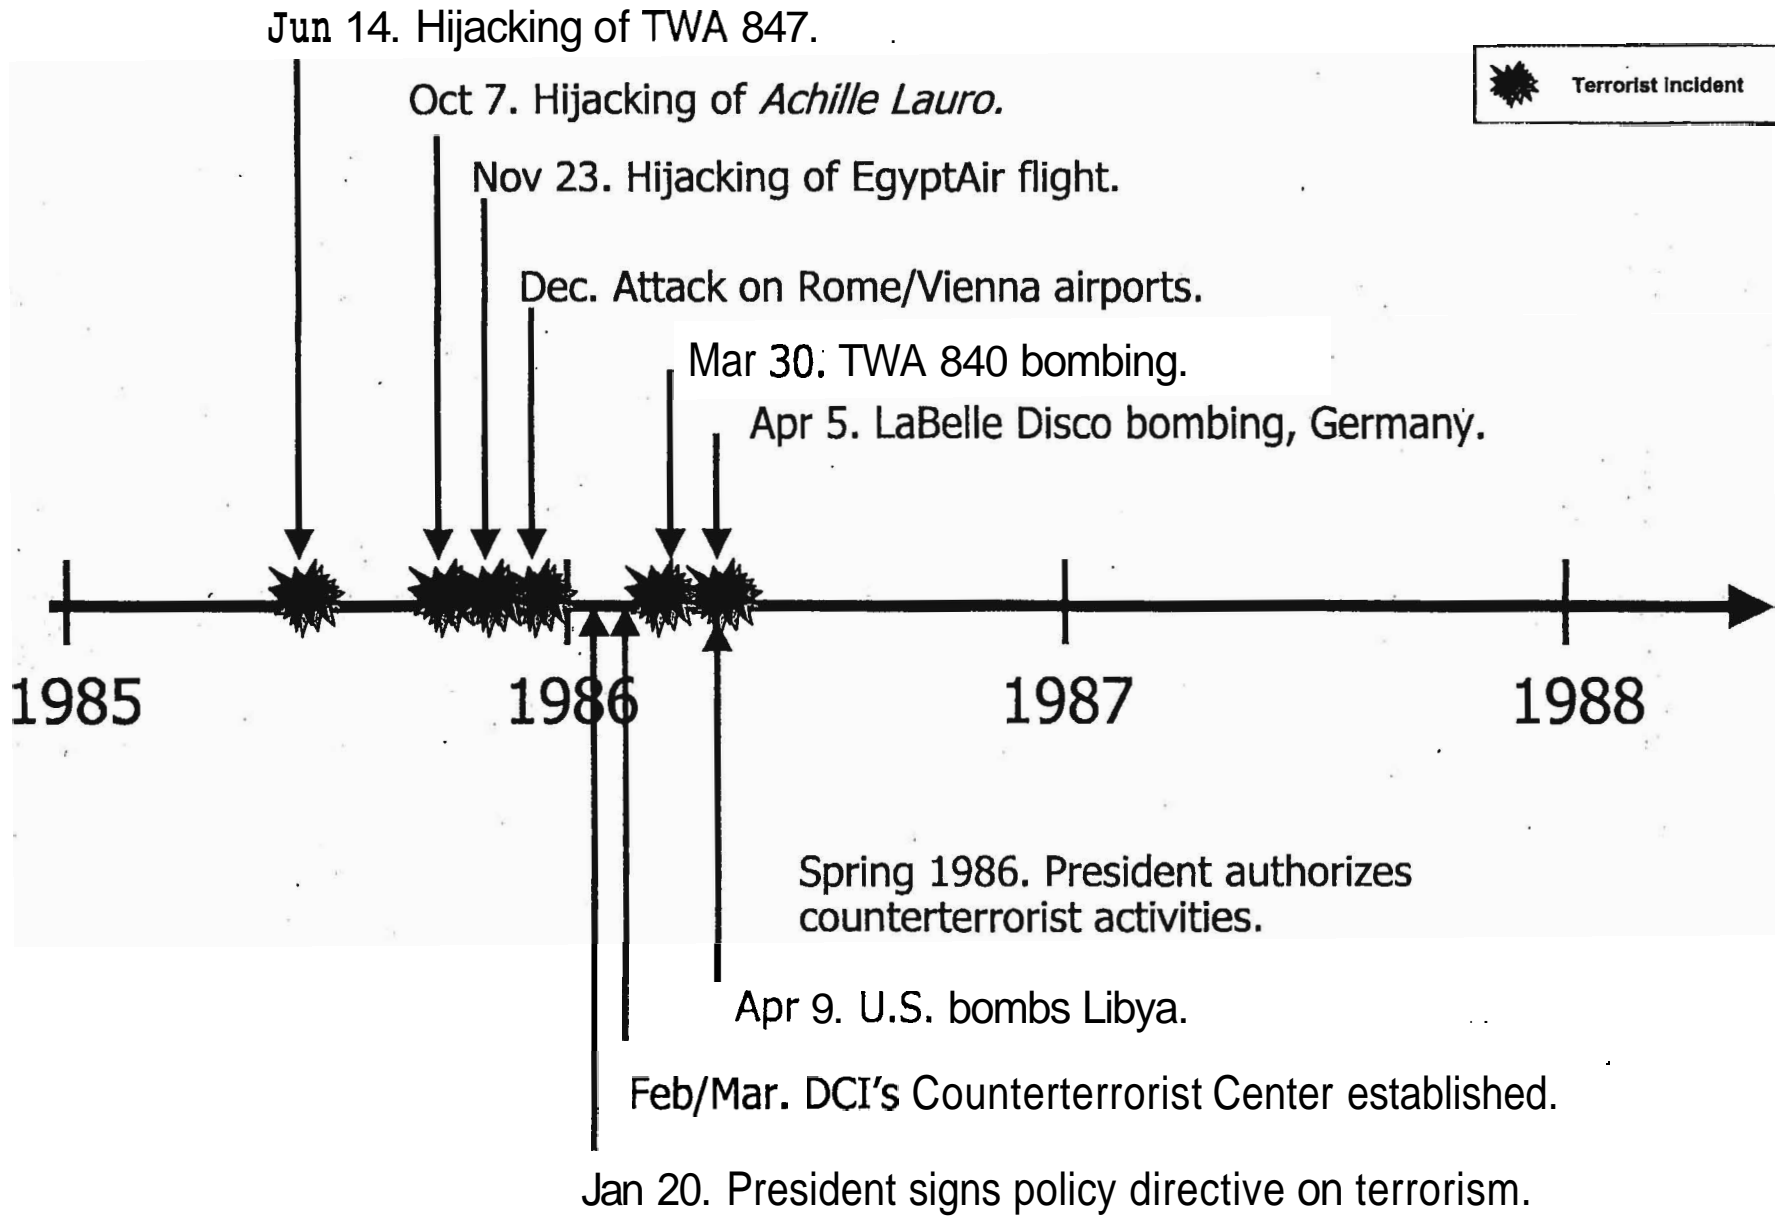 Jun 14. Hijacking of TWA 847.
Terrorist Incident
Oct 7. Hijacking of Achille Lauro.
Nov 23. Hijacking of EgyptAir flight.
Dec. Attack on Rome/Vienna airports.
Mar 30. TWA 840 bombing.
Apr 5. LaBelle Disco bombing, Germany.
1985 1986 1987 1988
Spring 1986. President authorizes
counterterrorist activities.
Apr 9. U.S. bombs Libya.
Feb/Mar. DCI's Counterterrorist Center established.
Jan 20. President signs policy directive on terrorism.